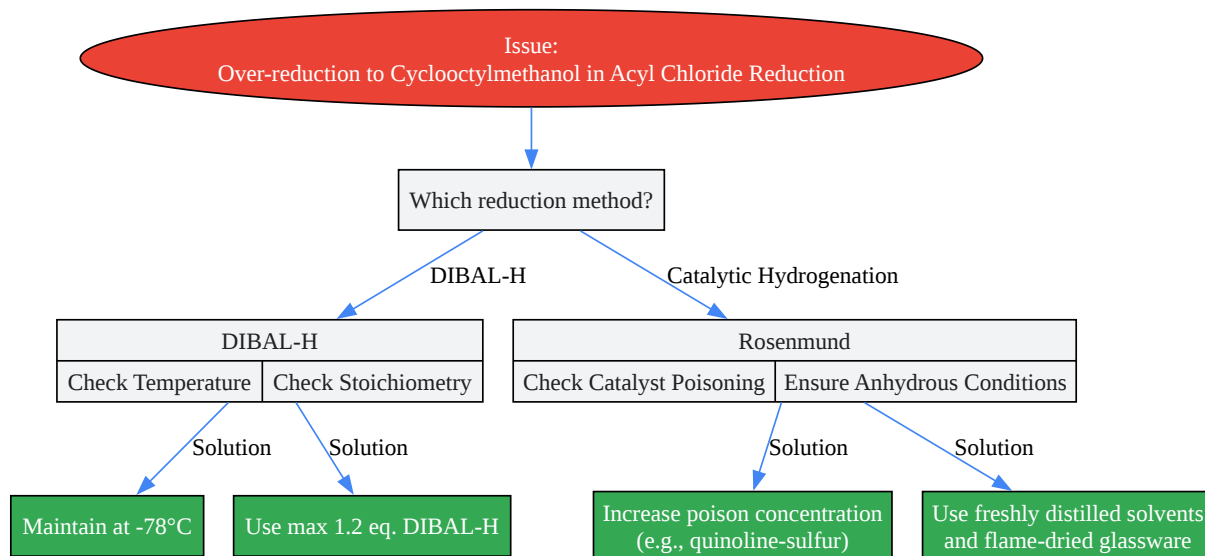 Issue:
Over-reduction to Cyclooctylmethanol in Acyl Chloride Reduction
Which reduction method?
DIBAL-H
Catalytic Hydrogenation
DIBAL-H
Check Temperature
Check Stoichiometry
Rosenmund
Check Catalyst Poisoning
Ensure Anhydrous Conditions
Solution
Solution
Solution
Solution
Maintain at -78°C
Use max 1.2 eq. DIBAL-H
Increase poison concentration
(e.g., quinoline-sulfur)
Use freshly distilled solvents
and flame-dried glassware